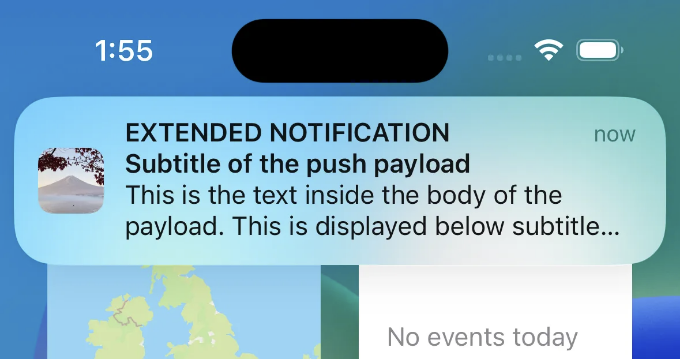 1:55
EXTENDED NOTIFICATION
now
Subtitle of the push payload
This is the text inside the body of the
payload. This is displayed below subtitle...
No events today